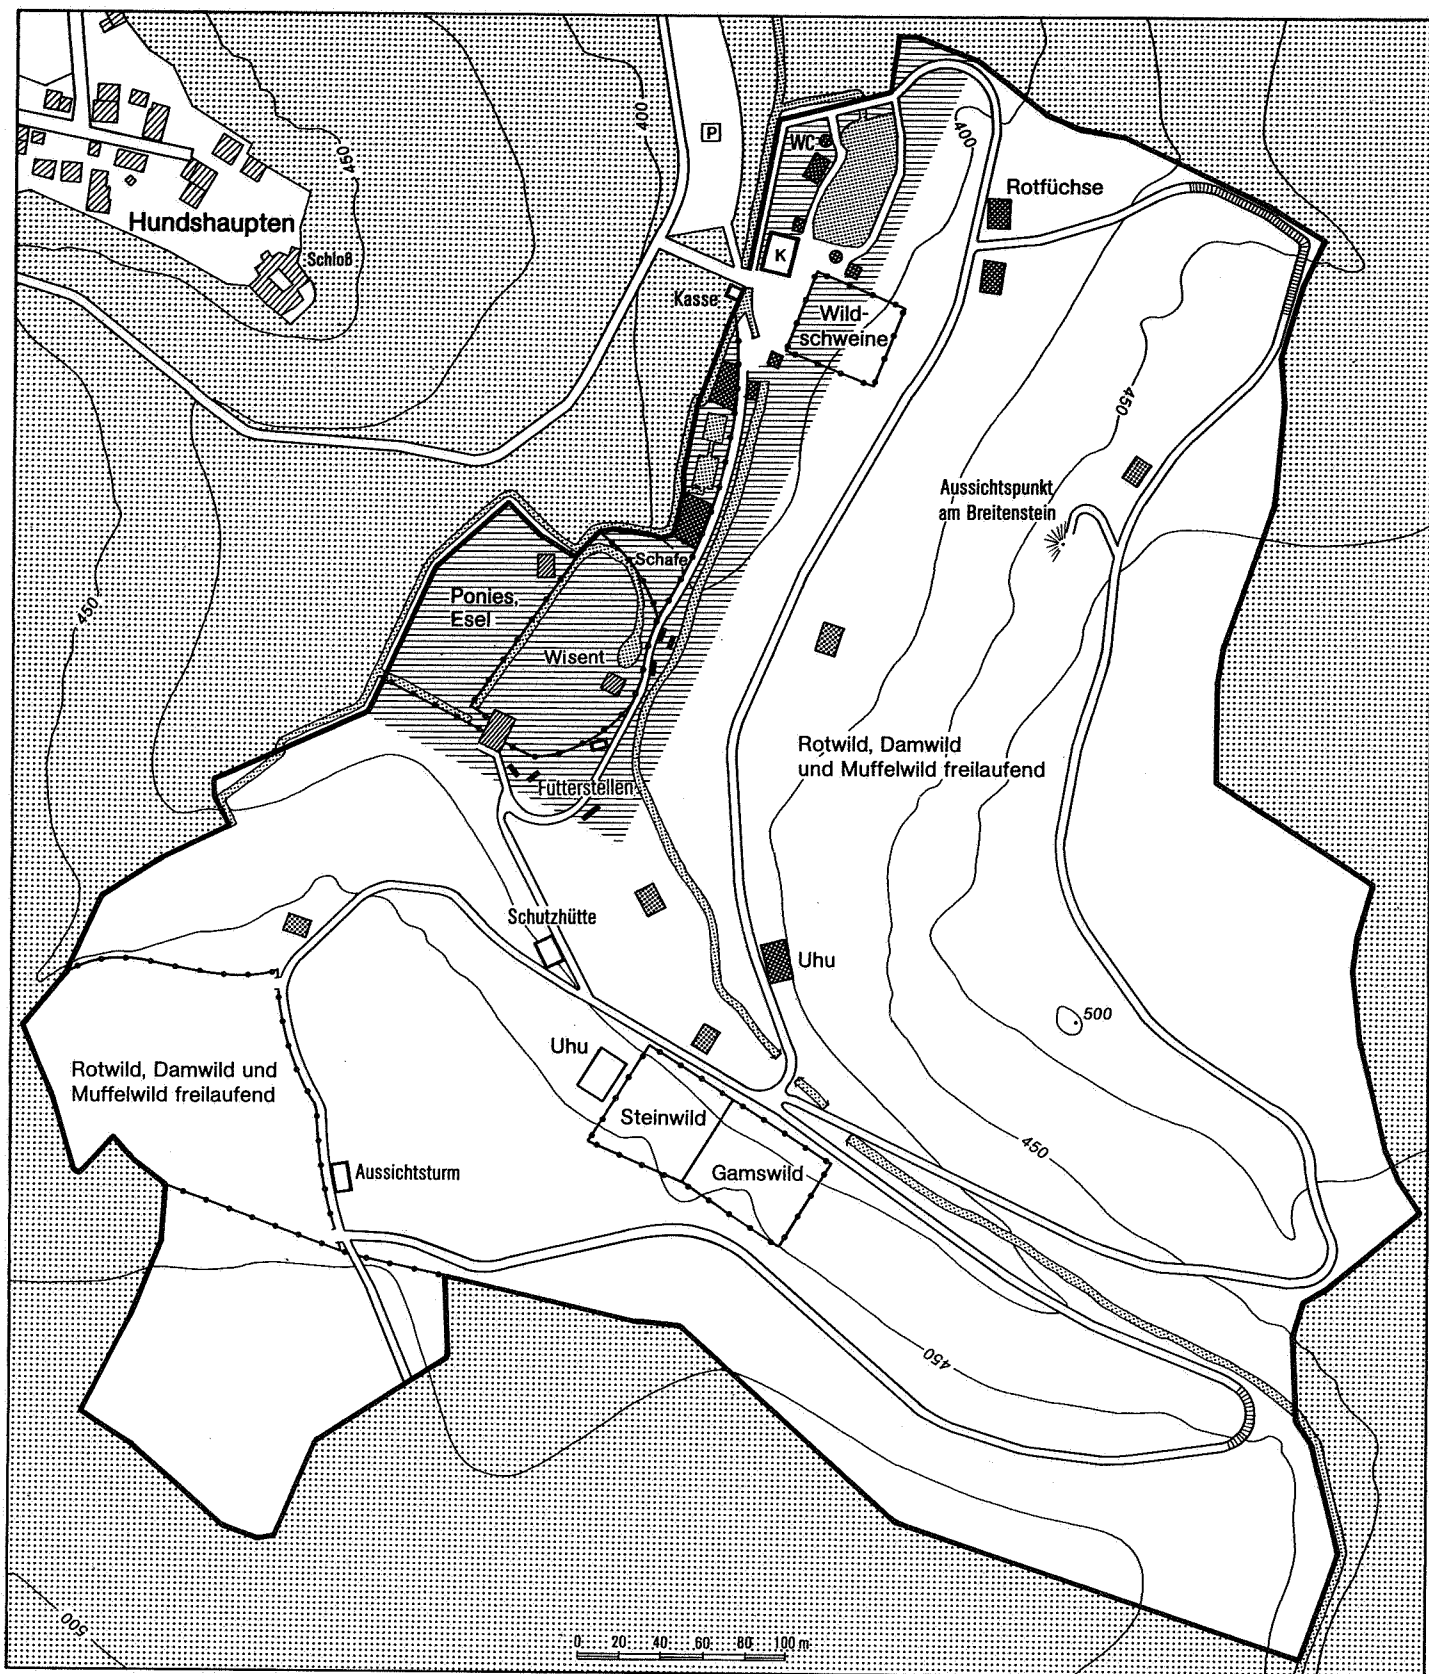 400
450
P
WC
400
Rotfüchse
Hundshaupten
Schloß
K
Kasse
Wild-
schweine
450
Aussichtspunkt
am Breitenstein
Schafe
450
Ponies,
Esel
Wisent
Rotwild, Damwild
und Muffelwild freilaufend
Futterstellen
Schutzhütte
Uhu
500
Uhu
Rotwild, Damwild und
Muffelwild freilaufend
Steinwild
450
Gamswild
Aussichtsturm
450
500
0 20 40 60 80 100 m